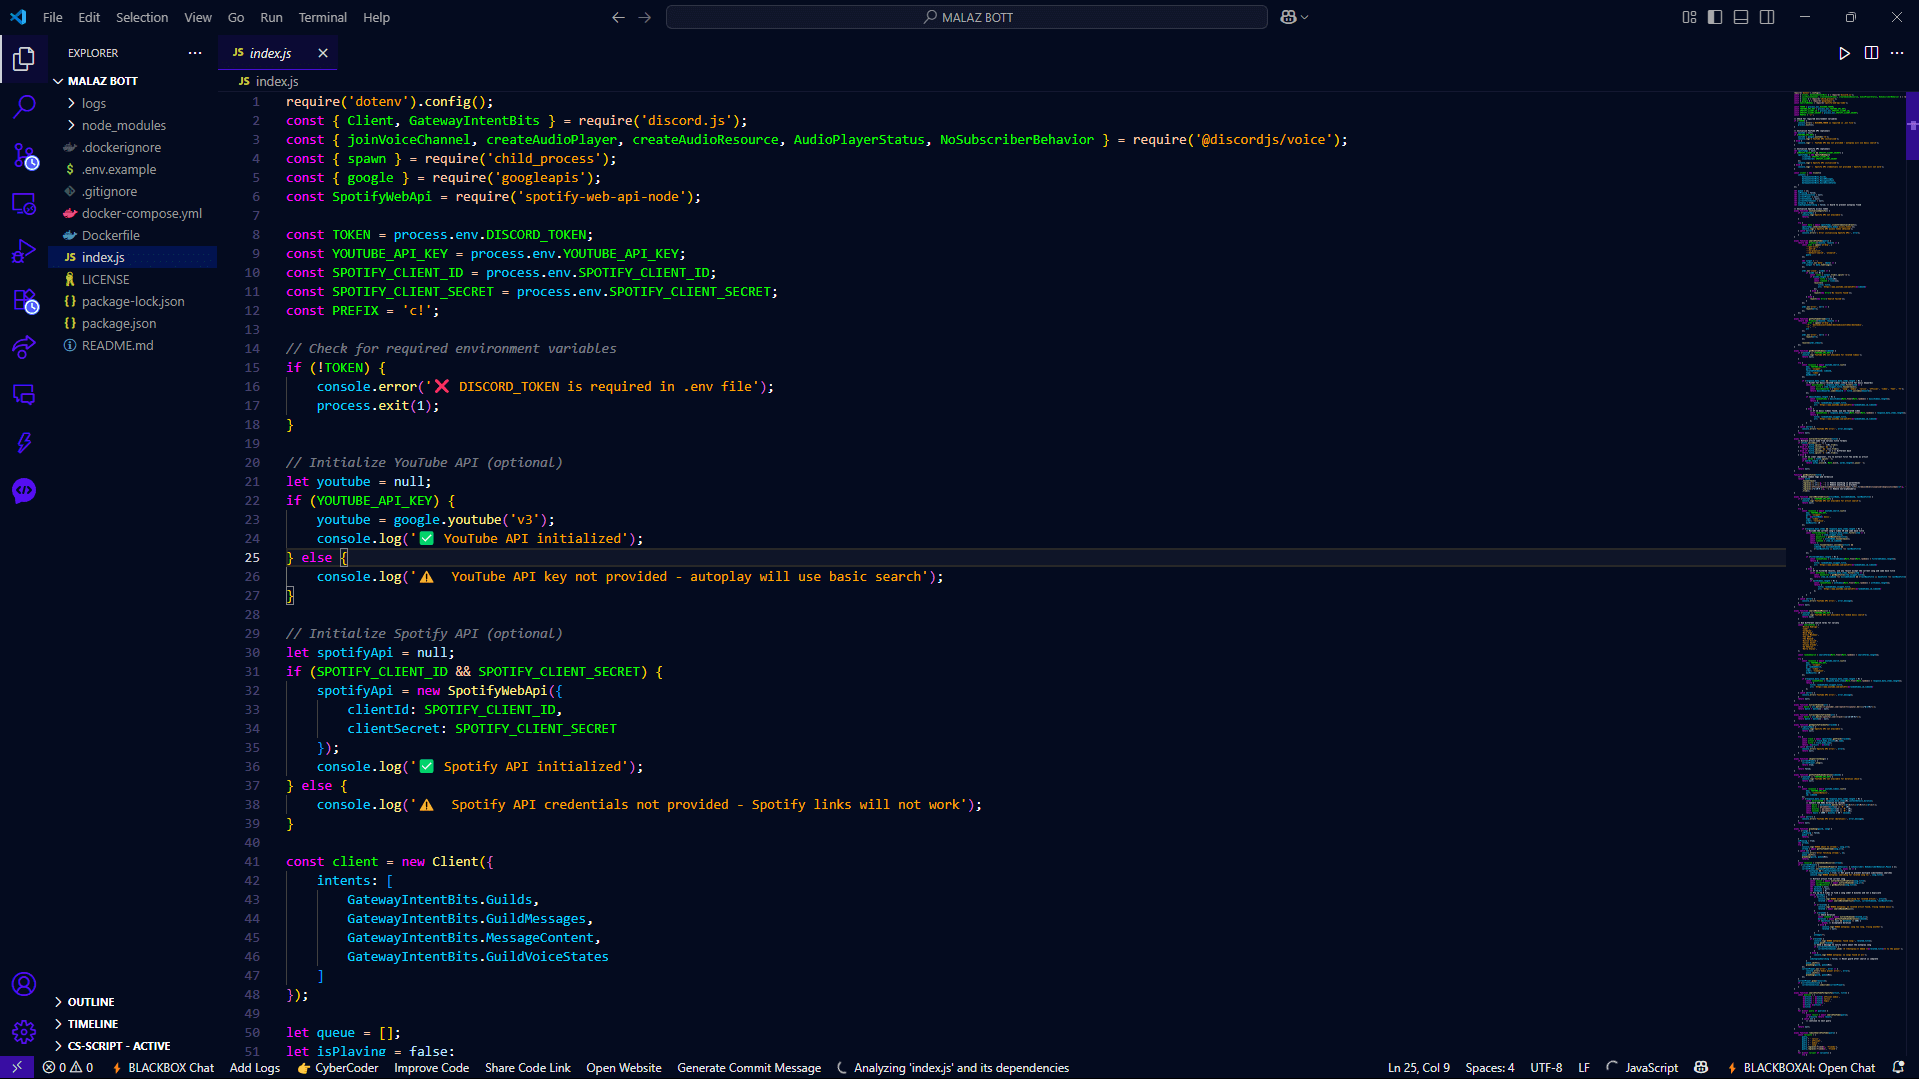 File Edit Selection View Go Run Terminal Help
MALAZ BOTT
EXPLORER
MALAZ BOTT
logs
node_modules
.dockerignore
.env.example
.gitignore
docker-compose.yml
Dockerfile
JS index.js
LICENSE
{} package-lock.json
{} package.json
README.md
OUTLINE
TIMELINE
CS-SCRIPT - ACTIVE
JS index.js
JS index.js
1 require('dotenv').config();
2 const { Client, GatewayIntentBits } = require('discord.js');
3 const { joinVoiceChannel, createAudioPlayer, createAudioResource, AudioPlayerStatus, NoSubscriberBehavior } = require('@discordjs/voice');
4 const { spawn } = require('child_process');
5 const { google } = require('googleapis');
6 const SpotifyWebApi = require('spotify-web-api-node');
7
8 const TOKEN = process.env.DISCORD_TOKEN;
9 const YOUTUBE_API_KEY = process.env.YOUTUBE_API_KEY;
10 const SPOTIFY_CLIENT_ID = process.env.SPOTIFY_CLIENT_ID;
11 const SPOTIFY_CLIENT_SECRET = process.env.SPOTIFY_CLIENT_SECRET;
12 const PREFIX = 'c!';
13
14 // Check for required environment variables
15 if (!TOKEN) {
16 console.error('❌ DISCORD_TOKEN is required in .env file');
17 process.exit(1);
18 }
19
20 // Initialize YouTube API (optional)
21 let youtube = null;
22 if (YOUTUBE_API_KEY) {
23 youtube = google.youtube('v3');
24 console.log('✅ YouTube API initialized');
25 } else {
26 console.log('⚠️ YouTube API key not provided - autoplay will use basic search');
27 }
28
29 // Initialize Spotify API (optional)
30 let spotifyApi = null;
31 if (SPOTIFY_CLIENT_ID && SPOTIFY_CLIENT_SECRET) {
32 spotifyApi = new SpotifyWebApi({
33 clientId: SPOTIFY_CLIENT_ID,
34 clientSecret: SPOTIFY_CLIENT_SECRET
35 });
36 console.log('✅ Spotify API initialized');
37 } else {
38 console.log('⚠️ Spotify API credentials not provided - Spotify links will not work');
39 }
40
41 const client = new Client({
42 intents: [
43 GatewayIntentBits.Guilds,
44 GatewayIntentBits.GuildMessages,
45 GatewayIntentBits.MessageContent,
46 GatewayIntentBits.GuildVoiceStates
47 ]
48 });
49
50 let queue = [];
51 let isPlaying = false;
0 0 BLACKBOX Chat Add Logs 👉 CyberCoder Improve Code Share Code Link Open Website Generate Commit Message Analyzing 'index.js' and its dependencies Ln 25, Col 9 Spaces: 4 UTF-8 LF JavaScript BLACKBOXAI: Open Chat